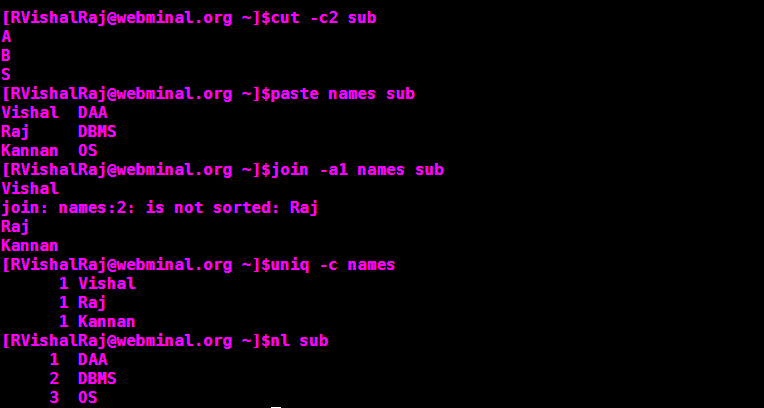 [RVishalRaj@webminal.org ~]$cut -c2 sub
A
B
S
[RVishalRaj@webminal.org ~]$paste names sub
Vishal  DAA
Raj     DBMS
Kannan  OS
[RVishalRaj@webminal.org ~]$join -a1 names sub
Vishal
join: names:2: is not sorted: Raj
Raj
Kannan
[RVishalRaj@webminal.org ~]$uniq -c names
      1 Vishal
      1 Raj
      1 Kannan
[RVishalRaj@webminal.org ~]$nl sub
     1  DAA
     2  DBMS
     3  OS